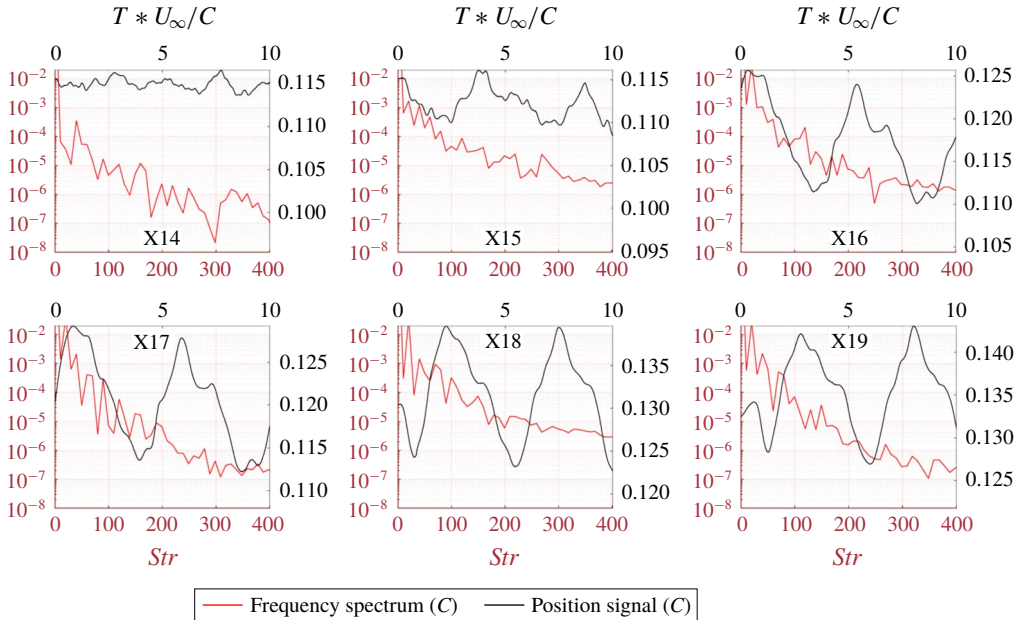 T * U∞/C T * U∞/C T * U∞/C
0 5 10 0 5 10 0 5 10
10⁻² 0.115 10⁻² 0.115 10⁻² 0.125
10⁻³ 10⁻³ 10⁻³
10⁻⁴ 0.110 10⁻⁴ 0.110 10⁻⁴ 0.120
10⁻⁵ 0.105 10⁻⁵ 0.105 10⁻⁵ 0.115
10⁻⁶ 0.100 10⁻⁶ 0.100 10⁻⁶ 0.110
10⁻⁷ X14 10⁻⁷ X15 10⁻⁷ X16
10⁻⁸ 10⁻⁸ 0.095 10⁻⁸ 0.105
0 100 200 300 400 0 100 200 300 400 0 100 200 300 400
0 5 10 0 5 10 0 5 10
10⁻² X17 10⁻² X18 10⁻² X19 0.140
10⁻³ 0.125 10⁻³ 0.135 10⁻³ 0.135
10⁻⁴ 0.120 10⁻⁴ 0.130 10⁻⁴
10⁻⁵ 10⁻⁵ 10⁻⁵ 0.130
10⁻⁶ 0.115 10⁻⁶ 0.125 10⁻⁶
10⁻⁷ 0.110 10⁻⁷ 0.120 10⁻⁷ 0.125
10⁻⁸ 10⁻⁸ 10⁻⁸
0 100 200 300 400 0 100 200 300 400 0 100 200 300 400
Str Str Str
Frequency spectrum (C) Position signal (C)